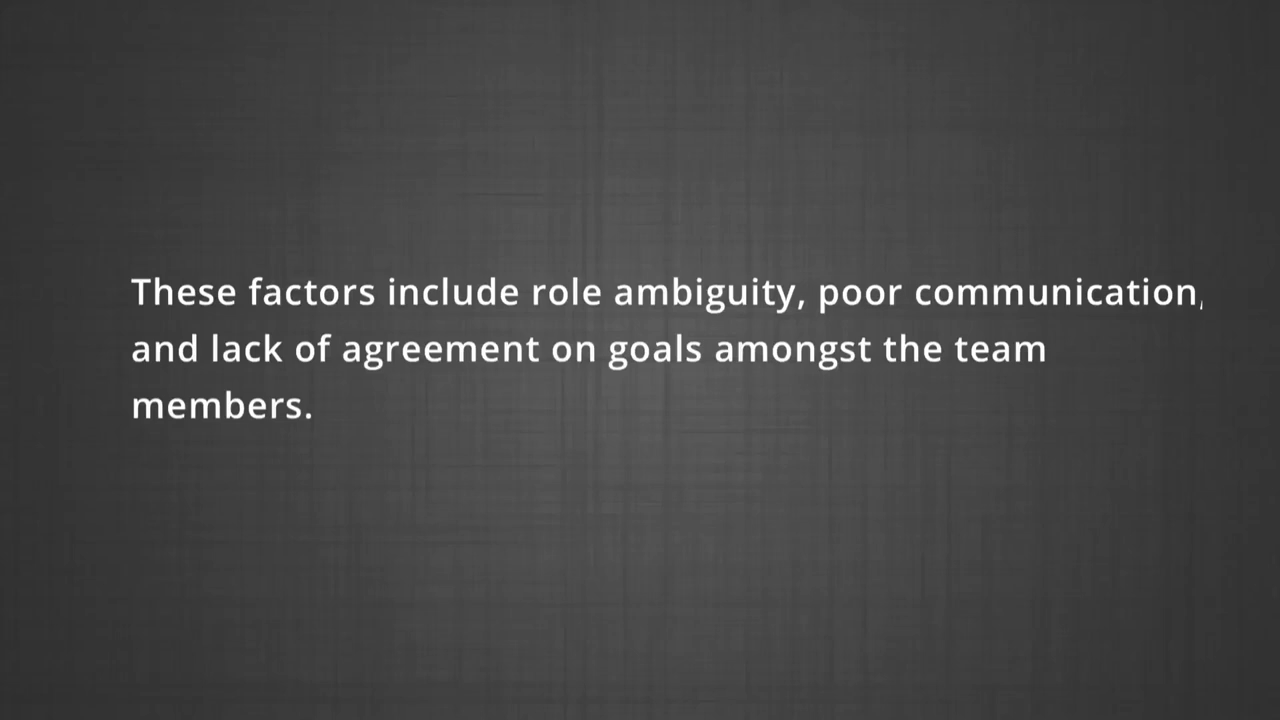 These factors include role ambiguity, poor communication,
and lack of agreement on goals amongst the team
members.